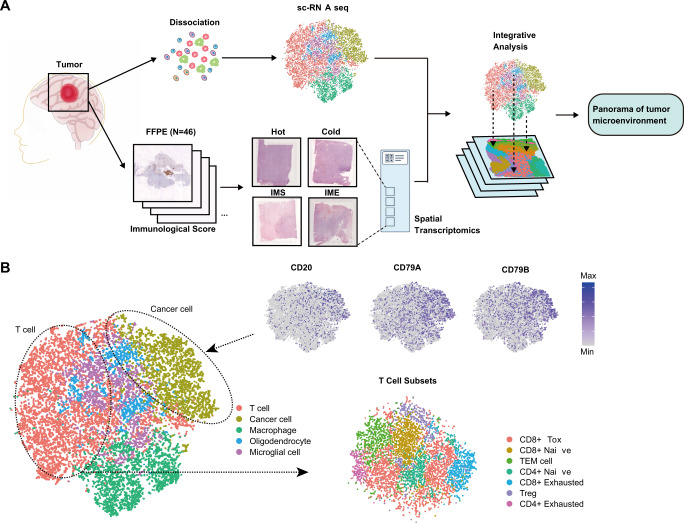 A
Dissociation
sc-RN A seq
Integrative
Analysis
Tumor
Panorama of tumor
microenvironment
FFPE (N=46)
Hot
Cold
IMS
IME
...
Immunological Score
Spatial
Transcriptomics
B
CD20
CD79A
CD79B
Max
Min
Cancer cell
T cell
T cell
Cancer cell
Macrophage
Oligodendrocyte
Microglial cell
T Cell Subsets
CD8+ Tox
CD8+ Nai ve
TEM cell
CD4+ Nai ve
CD8+ Exhausted
Treg
CD4+ Exhausted